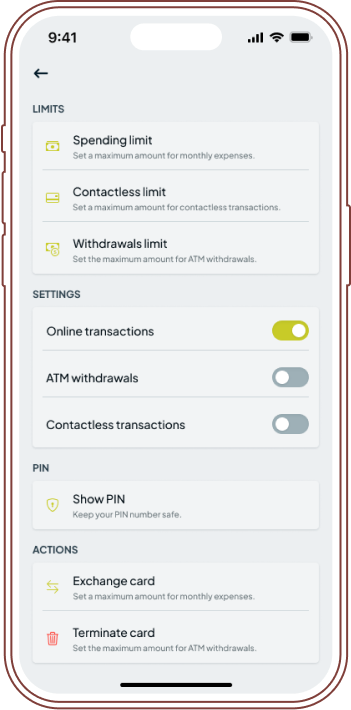 9:41
LIMITS
Spending limit
Set a maximum amount for monthly expenses.
Contactless limit
Set a maximum amount for contactless transactions.
Withdrawals limit
Set the maximum amount for ATM withdrawals.
SETTINGS
Online transactions
ATM withdrawals
Contactless transactions
PIN
Show PIN
Keep your PIN number safe.
ACTIONS
Exchange card
Set a maximum amount for monthly expenses.
Terminate card
Set the maximum amount for ATM withdrawals.